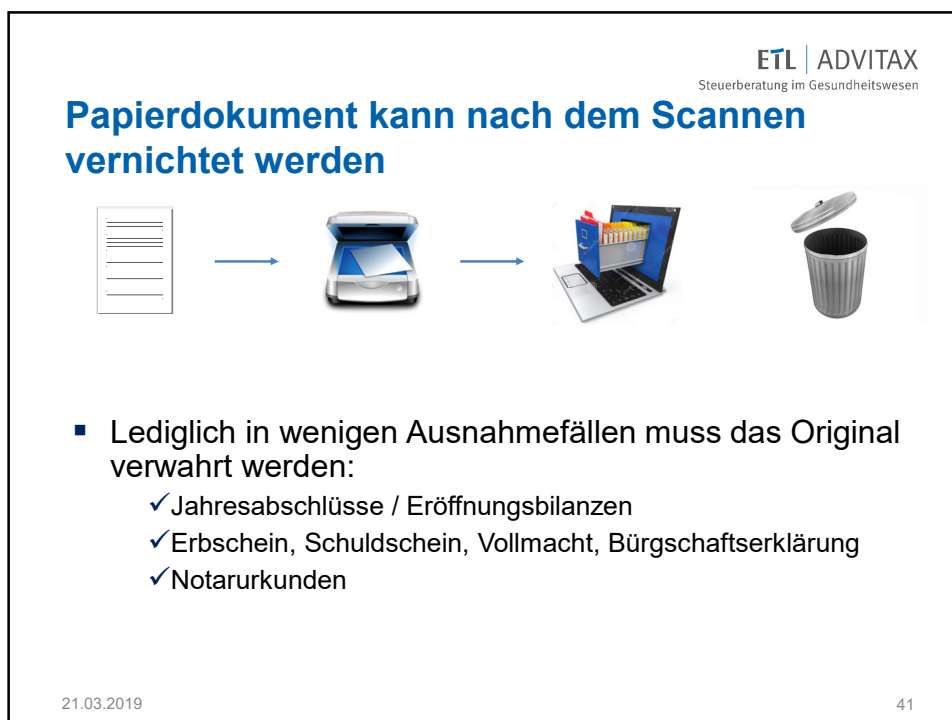 ETL | ADVITAX
Steuerberatung im Gesundheitswesen
Papierdokument kann nach dem Scannen
vernichtet werden
▪ Lediglich in wenigen Ausnahmefällen muss das Original
verwahrt werden:
✓Jahresabschlüsse / Eröffnungsbilanzen
✓Erbschein, Schuldschein, Vollmacht, Bürgschaftserklärung
✓Notarurkunden
21.03.2019
41